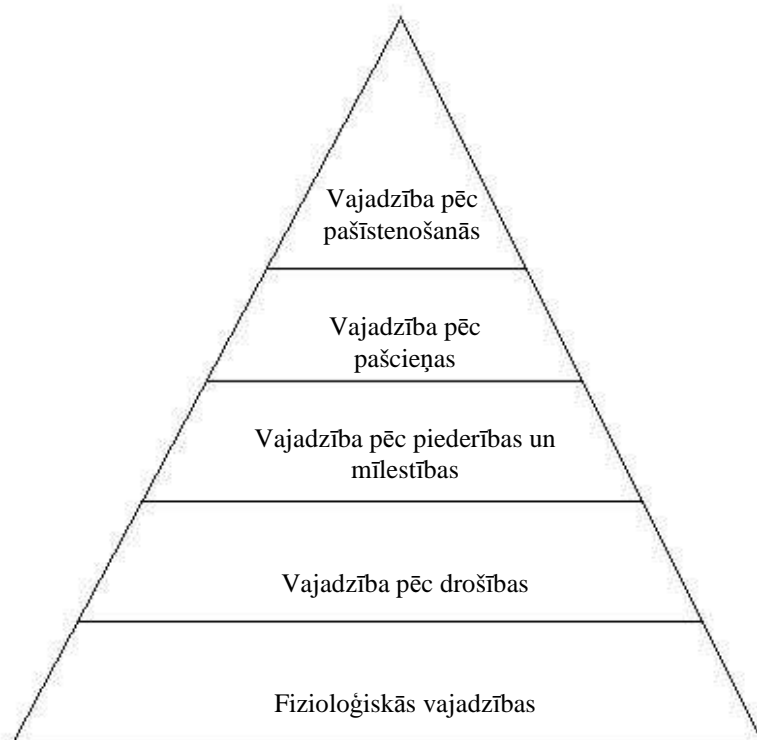 Vajadzība pēc
pašīstenošanās
Vajadzība pēc
pašcieņas
Vajadzība pēc piederības un
mīlestības
Vajadzība pēc drošības
Fizioloģiskās vajadzības